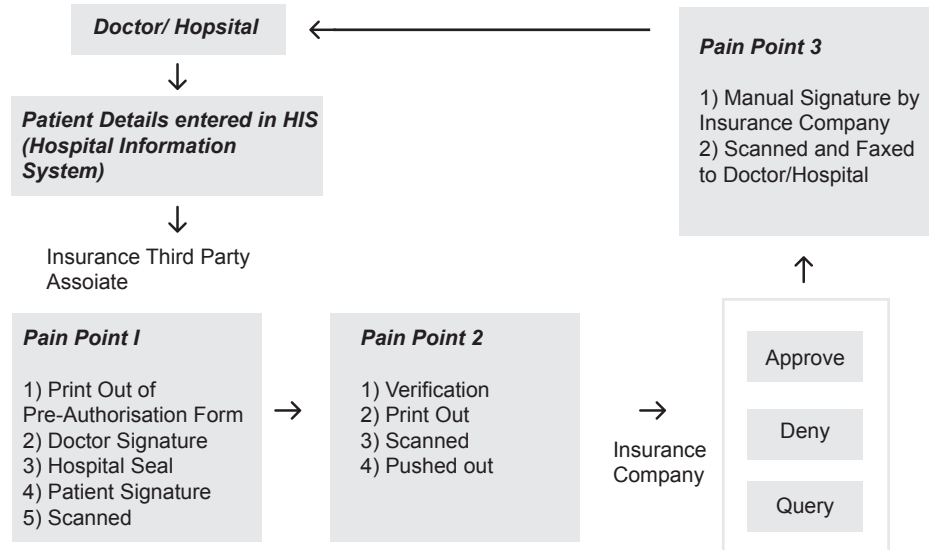 Doctor/ Hopsital
Patient Details entered in HIS
(Hospital Information
System)
Insurance Third Party
Assoiate
Pain Point I
1) Print Out of
Pre-Authorisation Form
2) Doctor Signature
3) Hospital Seal
4) Patient Signature
5) Scanned
Pain Point 2
1) Verification
2) Print Out
3) Scanned
4) Pushed out
Insurance
Company
Approve
Deny
Query
Pain Point 3
1) Manual Signature by
Insurance Company
2) Scanned and Faxed
to Doctor/Hospital